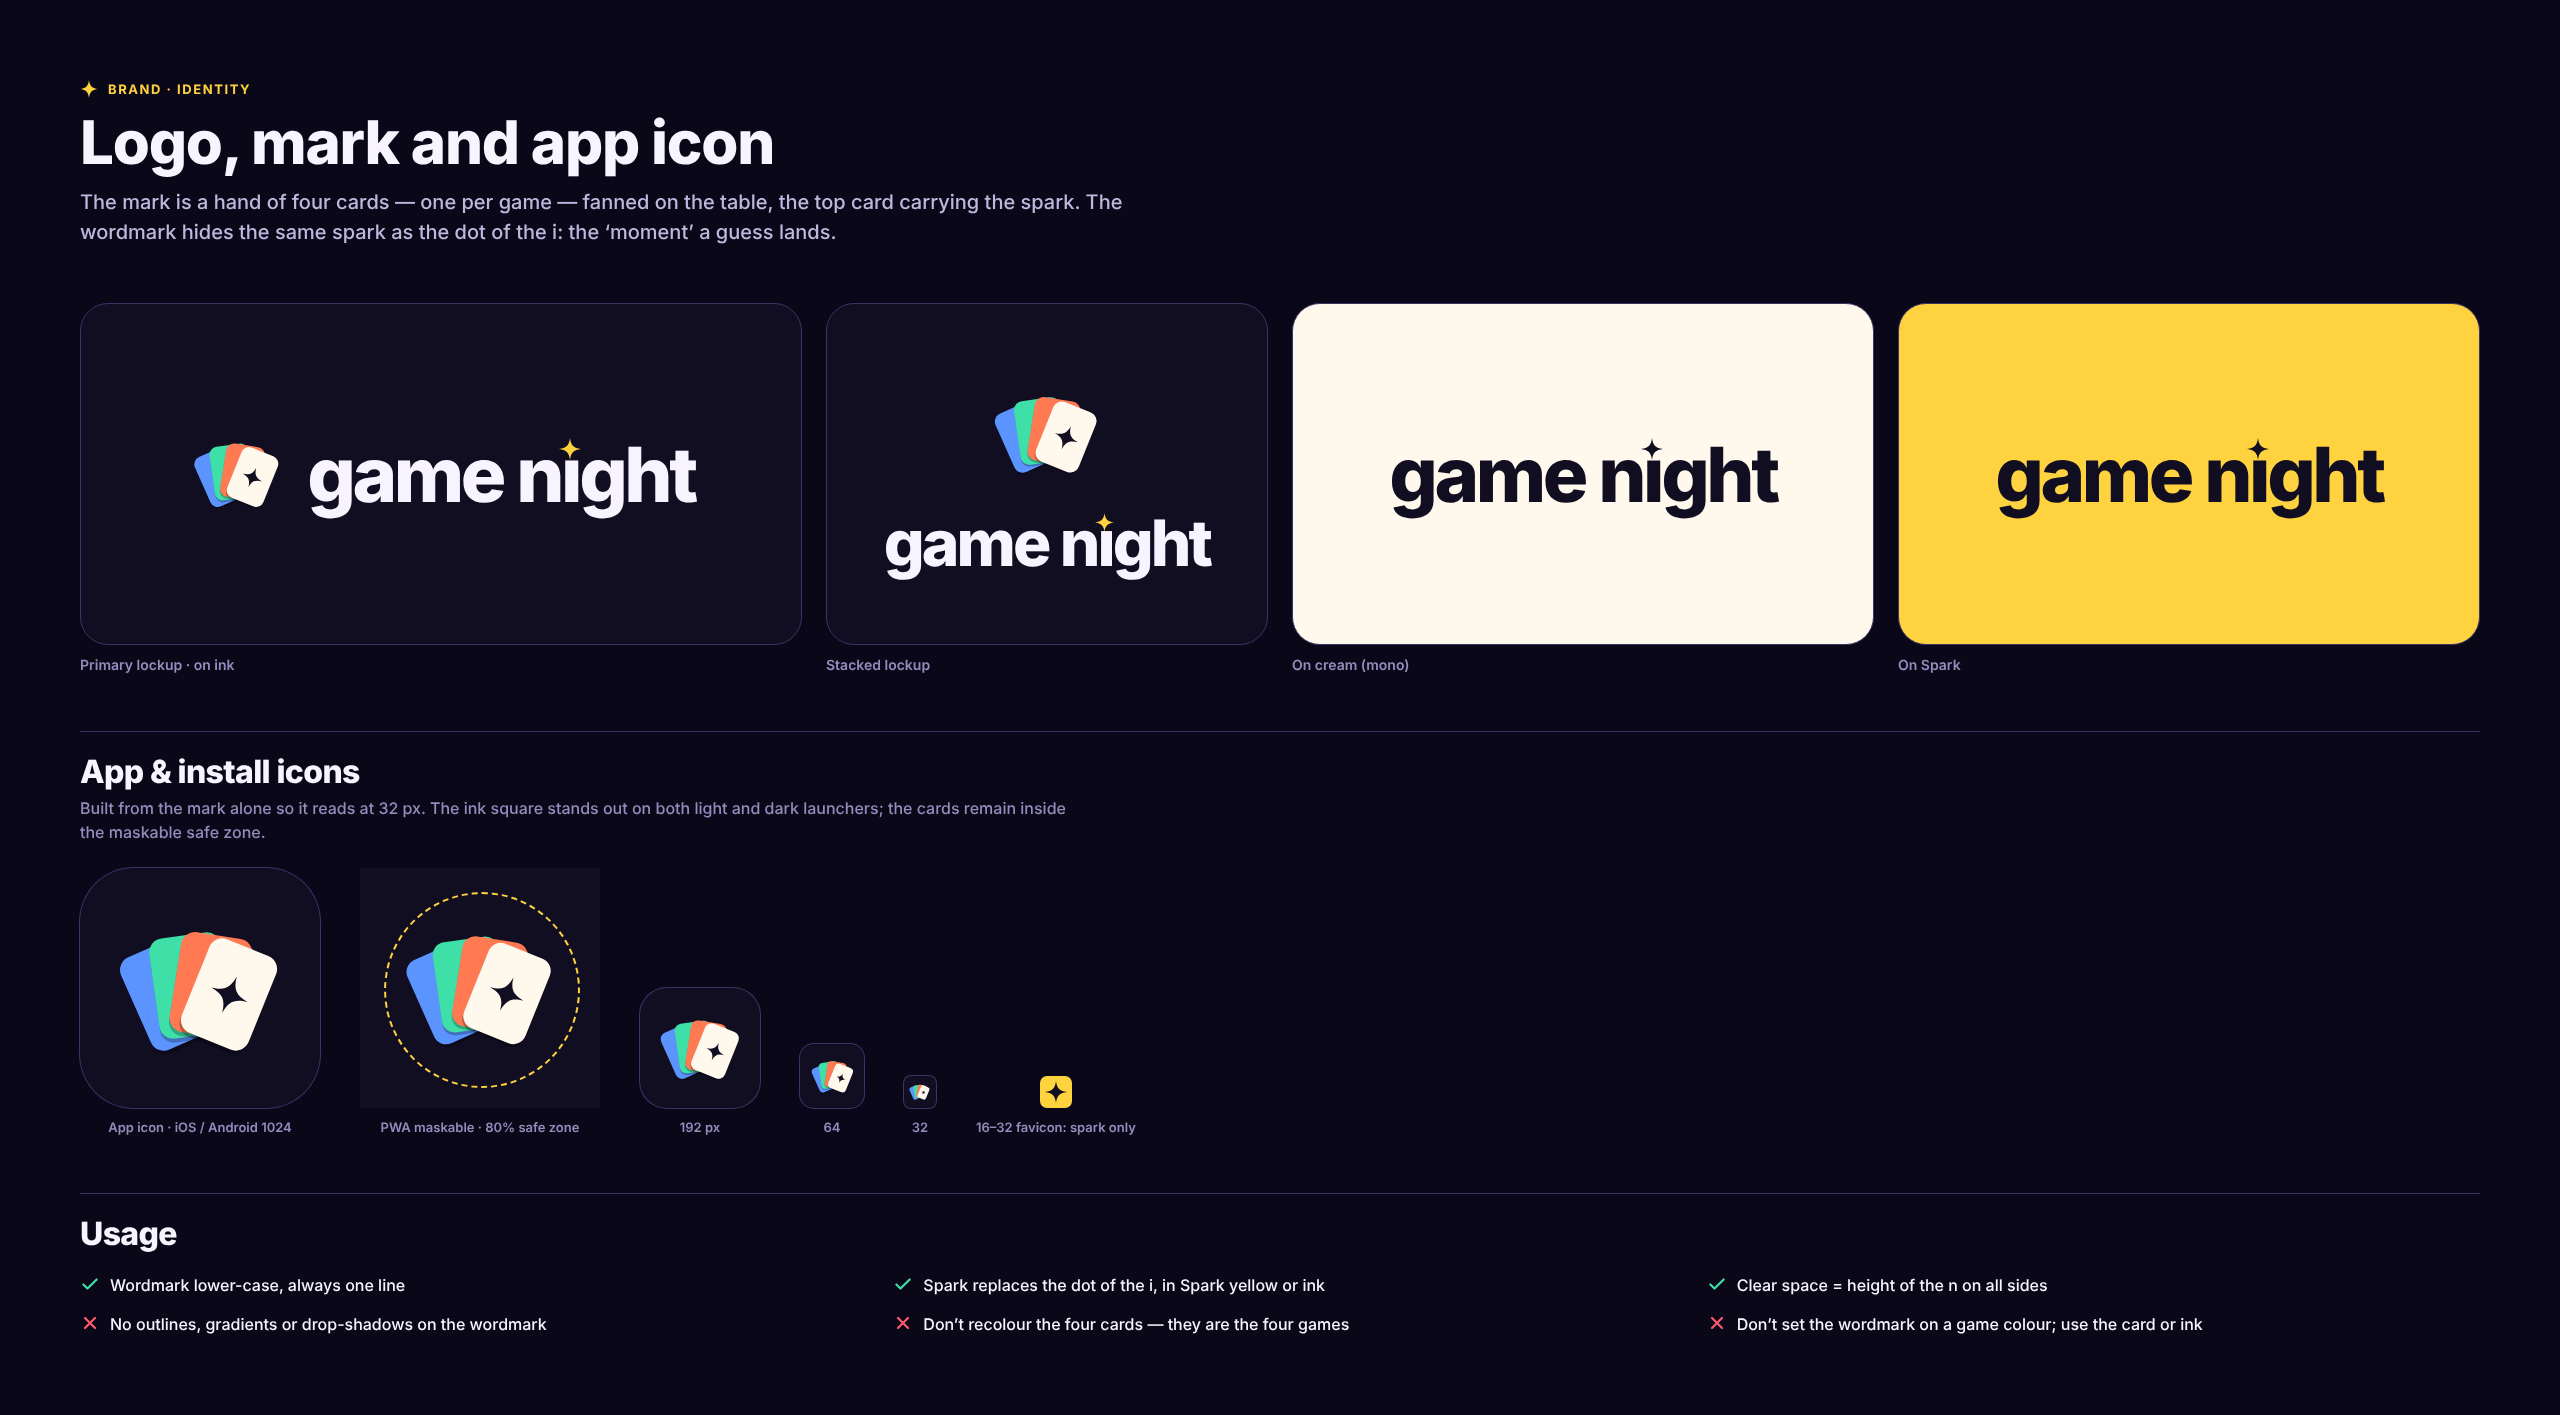 BRAND · IDENTITY
Logo, mark and app icon
The mark is a hand of four cards — one per game — fanned on the table, the top card carrying the spark. The
wordmark hides the same spark as the dot of the i: the ‘moment’ a guess lands.
game night
game night
game night
game night
Primary lockup · on ink
Stacked lockup
On cream (mono)
On Spark
App & install icons
Built from the mark alone so it reads at 32 px. The ink square stands out on both light and dark launchers; the cards remain inside
the maskable safe zone.
App icon · iOS / Android 1024
PWA maskable · 80% safe zone
192 px
64
32
16–32 favicon: spark only
Usage
Wordmark lower-case, always one line
Spark replaces the dot of the i, in Spark yellow or ink
Clear space = height of the n on all sides
No outlines, gradients or drop-shadows on the wordmark
Don’t recolour the four cards — they are the four games
Don’t set the wordmark on a game colour; use the card or ink